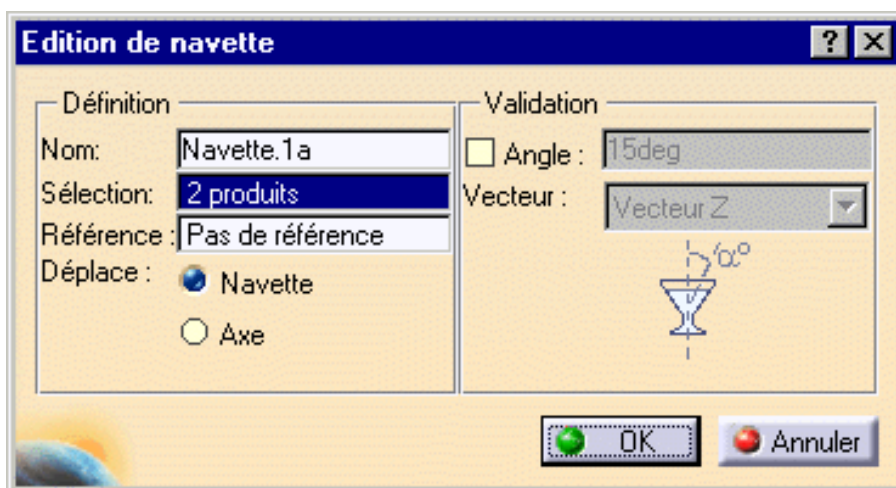 Edition de navette
Définition
Nom: Navette.1a
Sélection: 2 produits
Référence : Pas de référence
Déplace : Navette
Axe
Validation
Angle : 15deg
Vecteur : Vecteur Z
α°
OK
Annuler